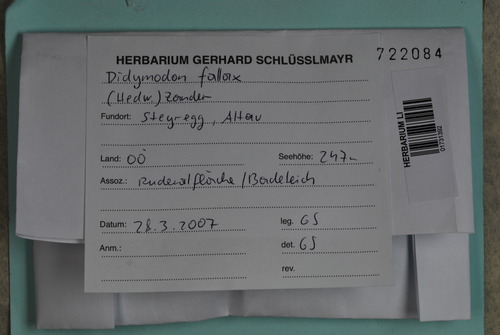 HERBARIUM GERHARD SCHLÜSSLMAYR
722084
Didymodon fallax
(Hedw.) Zander
Fundort: Steyregg, Altau
Land: OÖ Seehöhe: 247m
Assoz.: Ruderalfläche / Badeteich
Datum: 28.3.2007 leg. GS
Anm.: det. GS
rev.
HERBARIUM LI